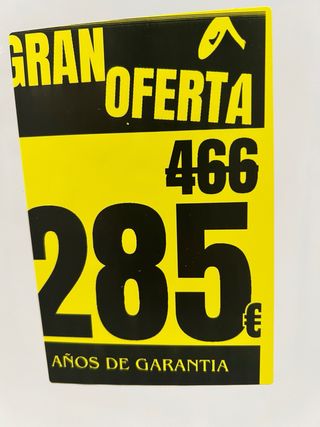 GRAN
OFERTA
466
285€
AÑOS DE GARANTIA